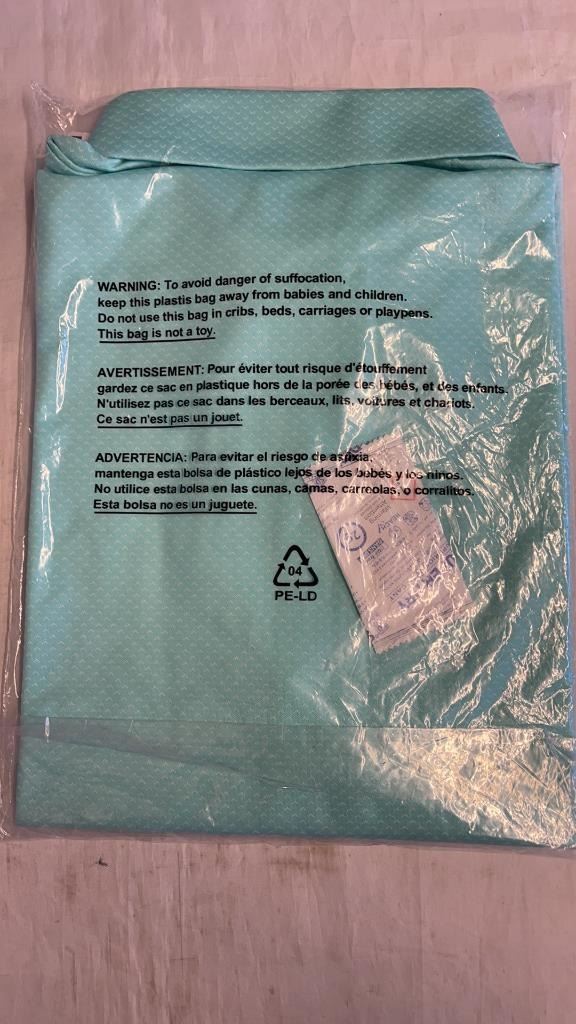 WARNING: To avoid danger of suffocation,
keep this plastis bag away from babies and children.
Do not use this bag in cribs, beds, carriages or playpens.
This bag is not a toy.
AVERTISSEMENT: Pour éviter tout risque d'étouffement
gardez ce sac en plastique hors de la porée des bébés, et des enfants.
N'utilizes pas ce sac dans les berceaux, lits, voitures et chariots.
Ce sac n'est pas un jouet.
ADVERTENCIA: Para evitar el riesgo de asfixia,
mantenga esta bolsa de plástico lejos de los bebés y los ninos.
No utilice esta bolsa en las cunas, camas, carreolas, o corralitos.
Esta bolsa no es un juguete.
04
PE-LD